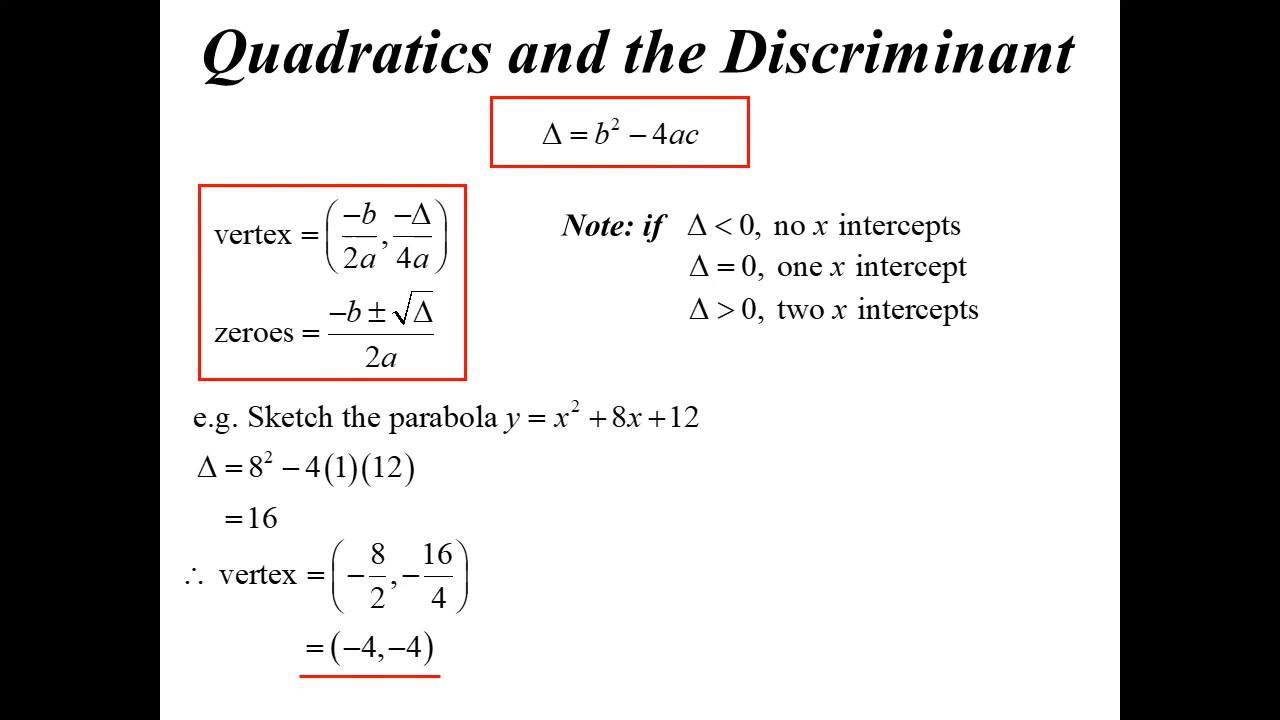 Quadratics and the Discriminant
Δ = b² − 4ac
vertex = (−b/2a, −Δ/4a)
zeroes = (−b ± √Δ)/2a
Note: if Δ < 0, no x intercepts
Δ = 0, one x intercept
Δ > 0, two x intercepts
e.g. Sketch the parabola y = x² + 8x + 12
Δ = 8² − 4(1)(12)
= 16
∴ vertex = (−8/2, −16/4)
= (−4, −4)